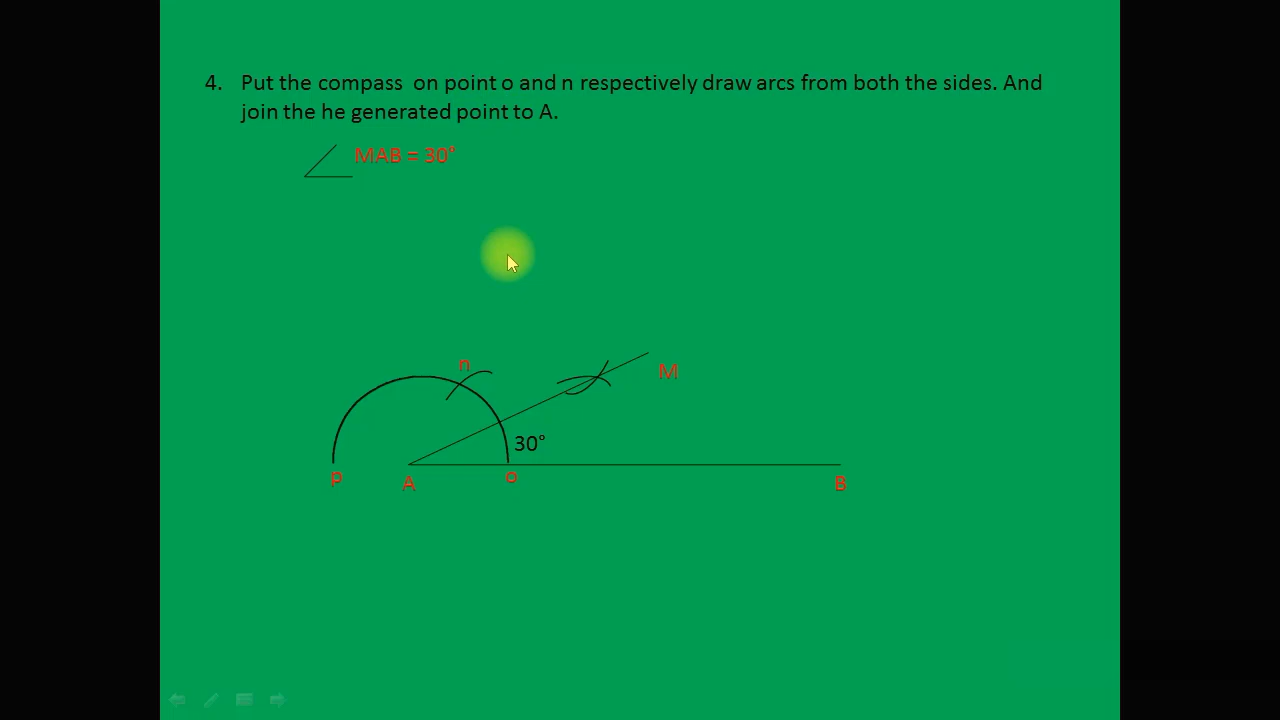 4. Put the compass on point o and n respectively draw arcs from both the sides. And
join the he generated point to A.
MAB = 30°
n
M
30°
p
A
o
B